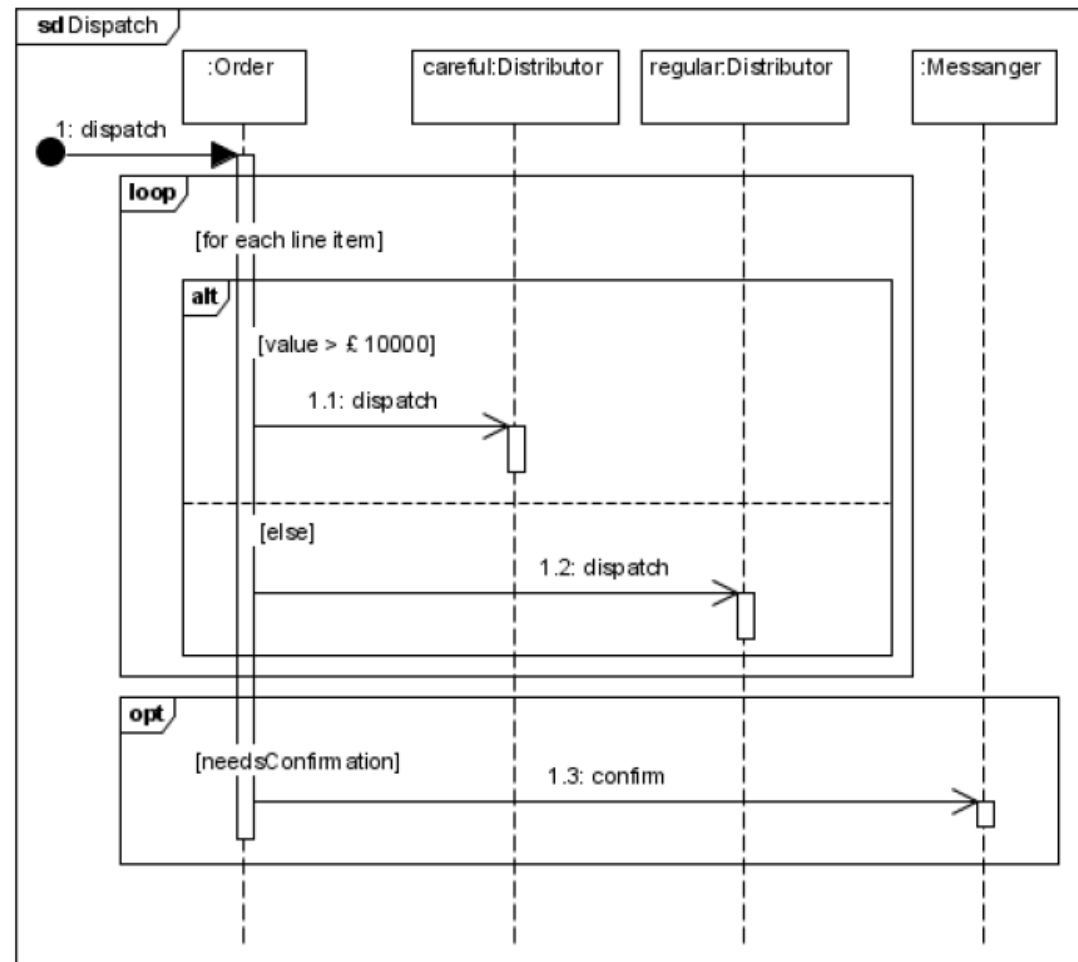 sd Dispatch
:Order
careful:Distributor
regular:Distributor
:Messanger
1: dispatch
loop
[for each line item]
alt
[value > £ 10000]
1.1: dispatch
[else]
1.2: dispatch
opt
[needsConfirmation]
1.3: confirm